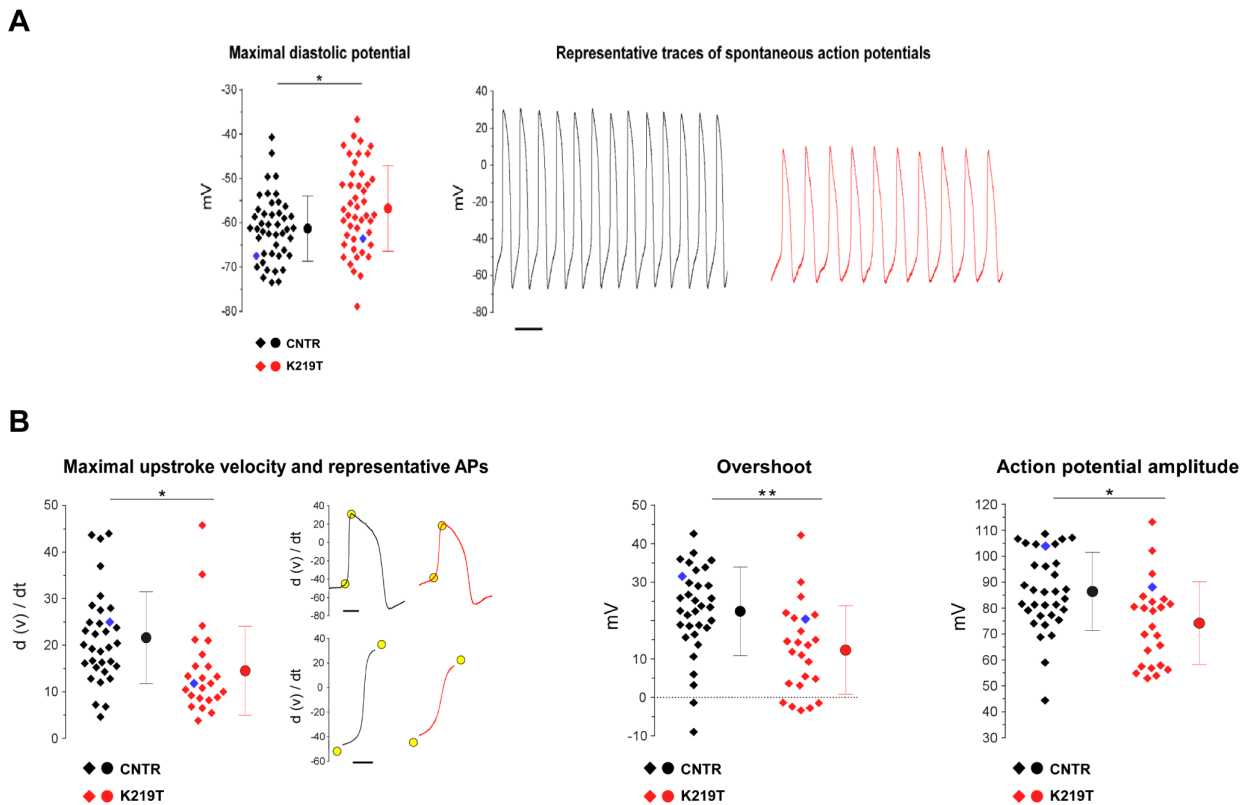 A
Maximal diastolic potential
Representative traces of spontaneous action potentials
*
-30
-40
-50
-60
-70
-80
mV
40
20
0
-20
-40
-60
-80
mV
CNTR
K219T
B
Maximal upstroke velocity and representative APs
*
50
40
30
20
10
0
d (v) / dt
40
20
0
-20
-40
-60
-80
d (v) / dt
40
20
0
-20
-40
-60
d (v) / dt
CNTR
K219T
Overshoot
**
50
40
30
20
10
0
-10
mV
CNTR
K219T
Action potential amplitude
*
120
110
100
90
80
70
60
50
40
30
mV
CNTR
K219T